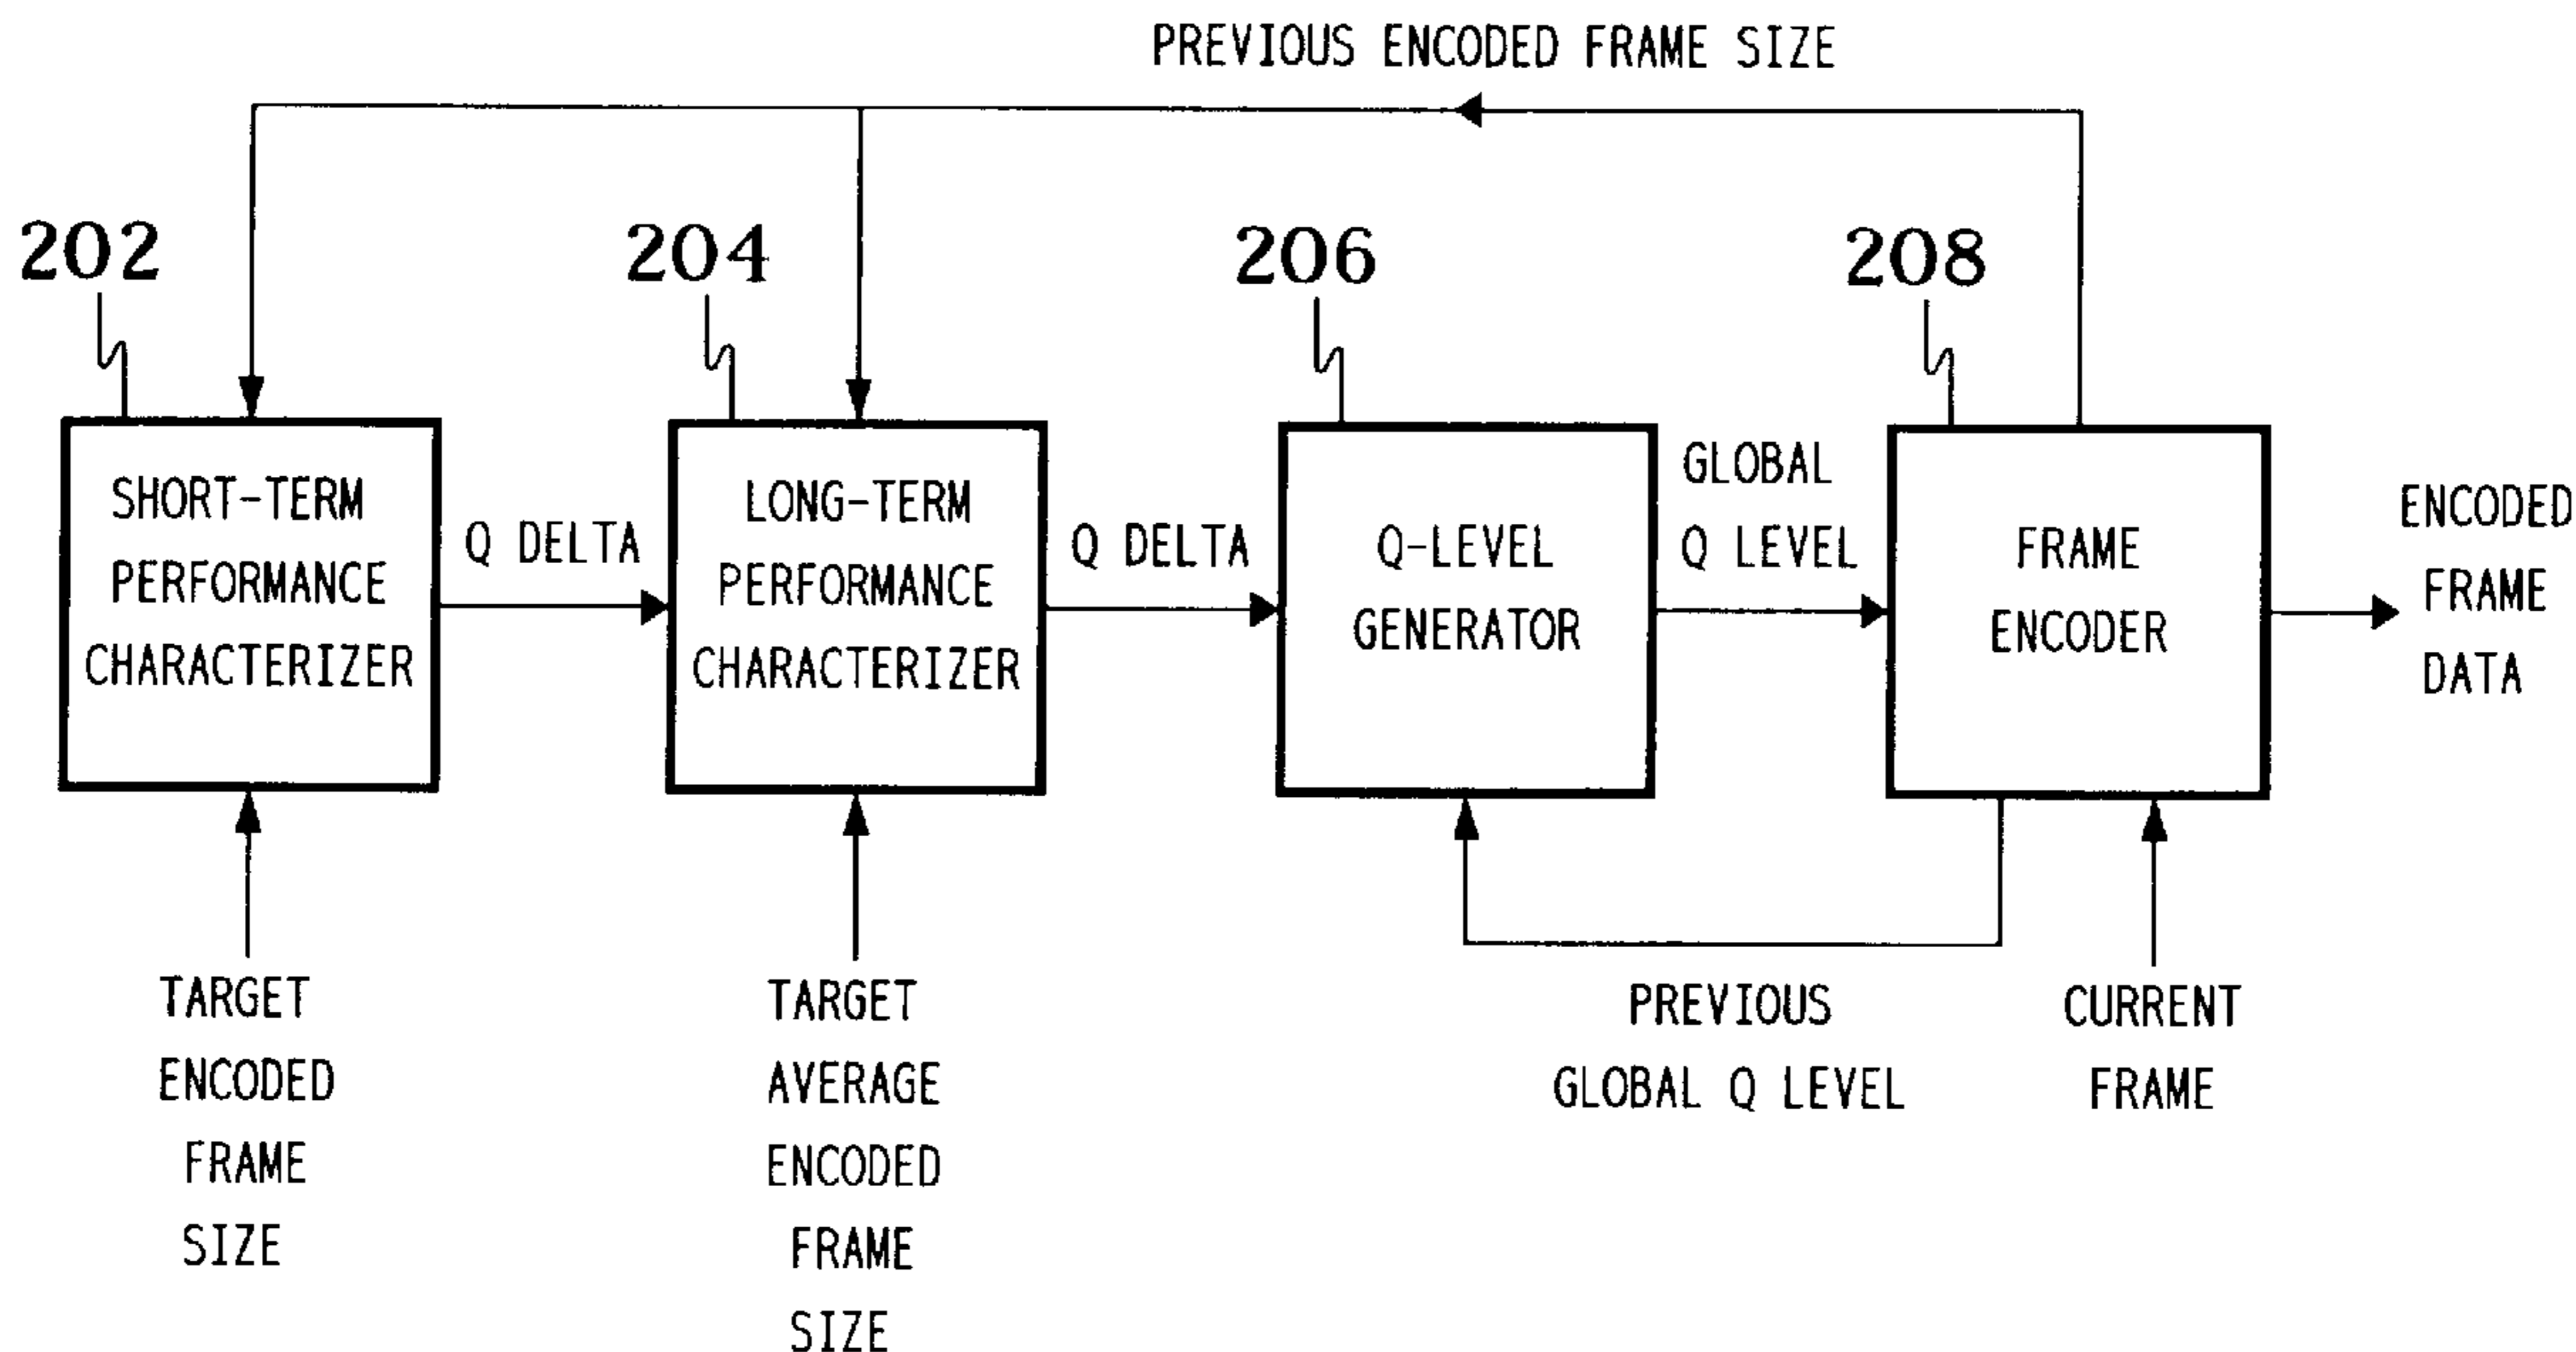 PREVIOUS ENCODED FRAME SIZE
202
204
206
208
SHORT-TERM
PERFORMANCE
CHARACTERIZER
Q DELTA
LONG-TERM
PERFORMANCE
CHARACTERIZER
Q DELTA
Q-LEVEL
GENERATOR
GLOBAL
Q LEVEL
FRAME
ENCODER
ENCODED
FRAME
DATA
TARGET
ENCODED
FRAME
SIZE
TARGET
AVERAGE
ENCODED
FRAME
SIZE
PREVIOUS
GLOBAL Q LEVEL
CURRENT
FRAME